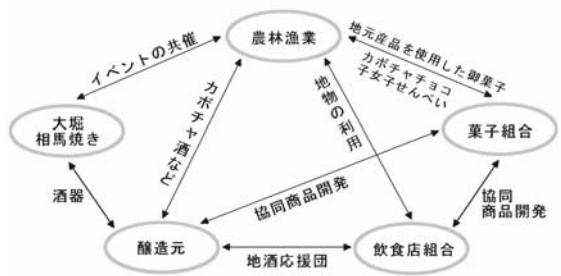 農林漁業
イベントの共催
地元産品を使用した御菓子
カボチャチョコ
子女子せんべい
カボチャ酒など
地物の利用
大堀
相馬焼き
菓子組合
酒器
協同商品開発
協同
商品開発
醸造元
地酒応援団
飲食店組合